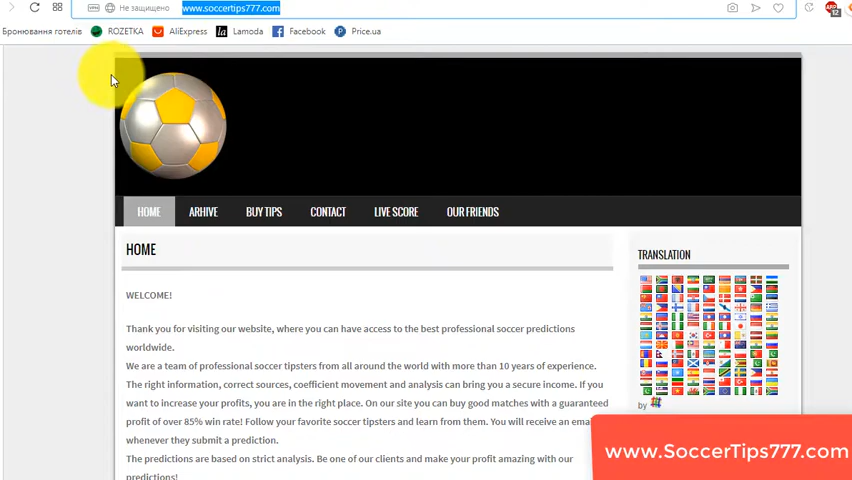 Не защищено www.soccertips777.com
Бронювання готелів ROZETKA AliExpress la Lamoda Facebook P Price.ua
HOME ARHIVE BUY TIPS CONTACT LIVE SCORE OUR FRIENDS
HOME
WELCOME!
Thank you for visiting our website, where you can have access to the best professional soccer predictions
worldwide.
We are a team of professional soccer tipsters from all around the world with more than 10 years of experience.
The right information, correct sources, coefficient movement and analysis can bring you a secure income. If you
want to increase your profits, you are in the right place. On our site you can buy good matches with a guaranteed
profit of over 85% win rate! Follow your favorite soccer tipsters and learn from them. You will receive an ema
whenever they submit a prediction.
The predictions are based on strict analysis. Be one of our clients and make your profit amazing with our
predictions!
TRANSLATION
by
www.SoccerTips777.com